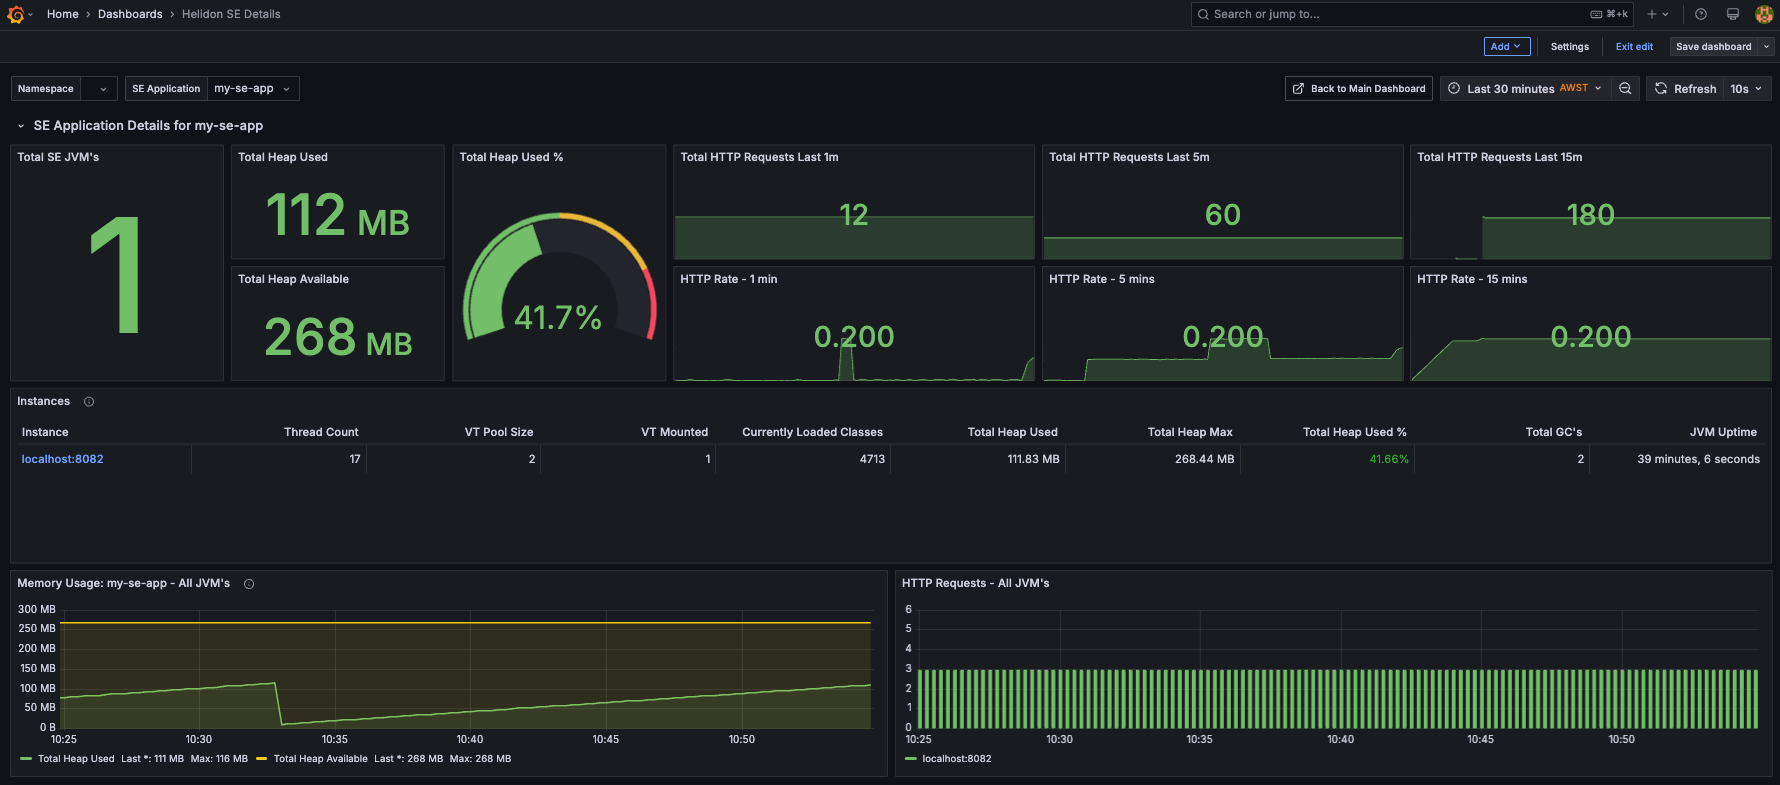 Home › Dashboards › Helidon SE Details
Search or jump to... ⌘+k
Add Settings Exit edit Save dashboard
Namespace SE Application my-se-app Back to Main Dashboard Last 30 minutes AWST Refresh 10s
SE Application Details for my-se-app
Total SE JVM's
1
Total Heap Used
112 MB
Total Heap Available
268 MB
Total Heap Used %
41.7%
Total HTTP Requests Last 1m
12
Total HTTP Requests Last 5m
60
Total HTTP Requests Last 15m
180
HTTP Rate - 1 min
0.200
HTTP Rate - 5 mins
0.200
HTTP Rate - 15 mins
0.200
Instances
Instance Thread Count VT Pool Size VT Mounted Currently Loaded Classes Total Heap Used Total Heap Max Total Heap Used % Total GC's JVM Uptime
localhost:8082 17 2 1 4713 111.83 MB 268.44 MB 41.66% 2 39 minutes, 6 seconds
Memory Usage: my-se-app - All JVM's
300 MB
250 MB
200 MB
150 MB
100 MB
50 MB
0 B
10:25 10:30 10:35 10:40 10:45 10:50
Total Heap Used Last *: 111 MB Max: 116 MB Total Heap Available Last *: 268 MB Max: 268 MB
HTTP Requests - All JVM's
6
5
4
3
2
1
0
10:25 10:30 10:35 10:40 10:45 10:50
localhost:8082